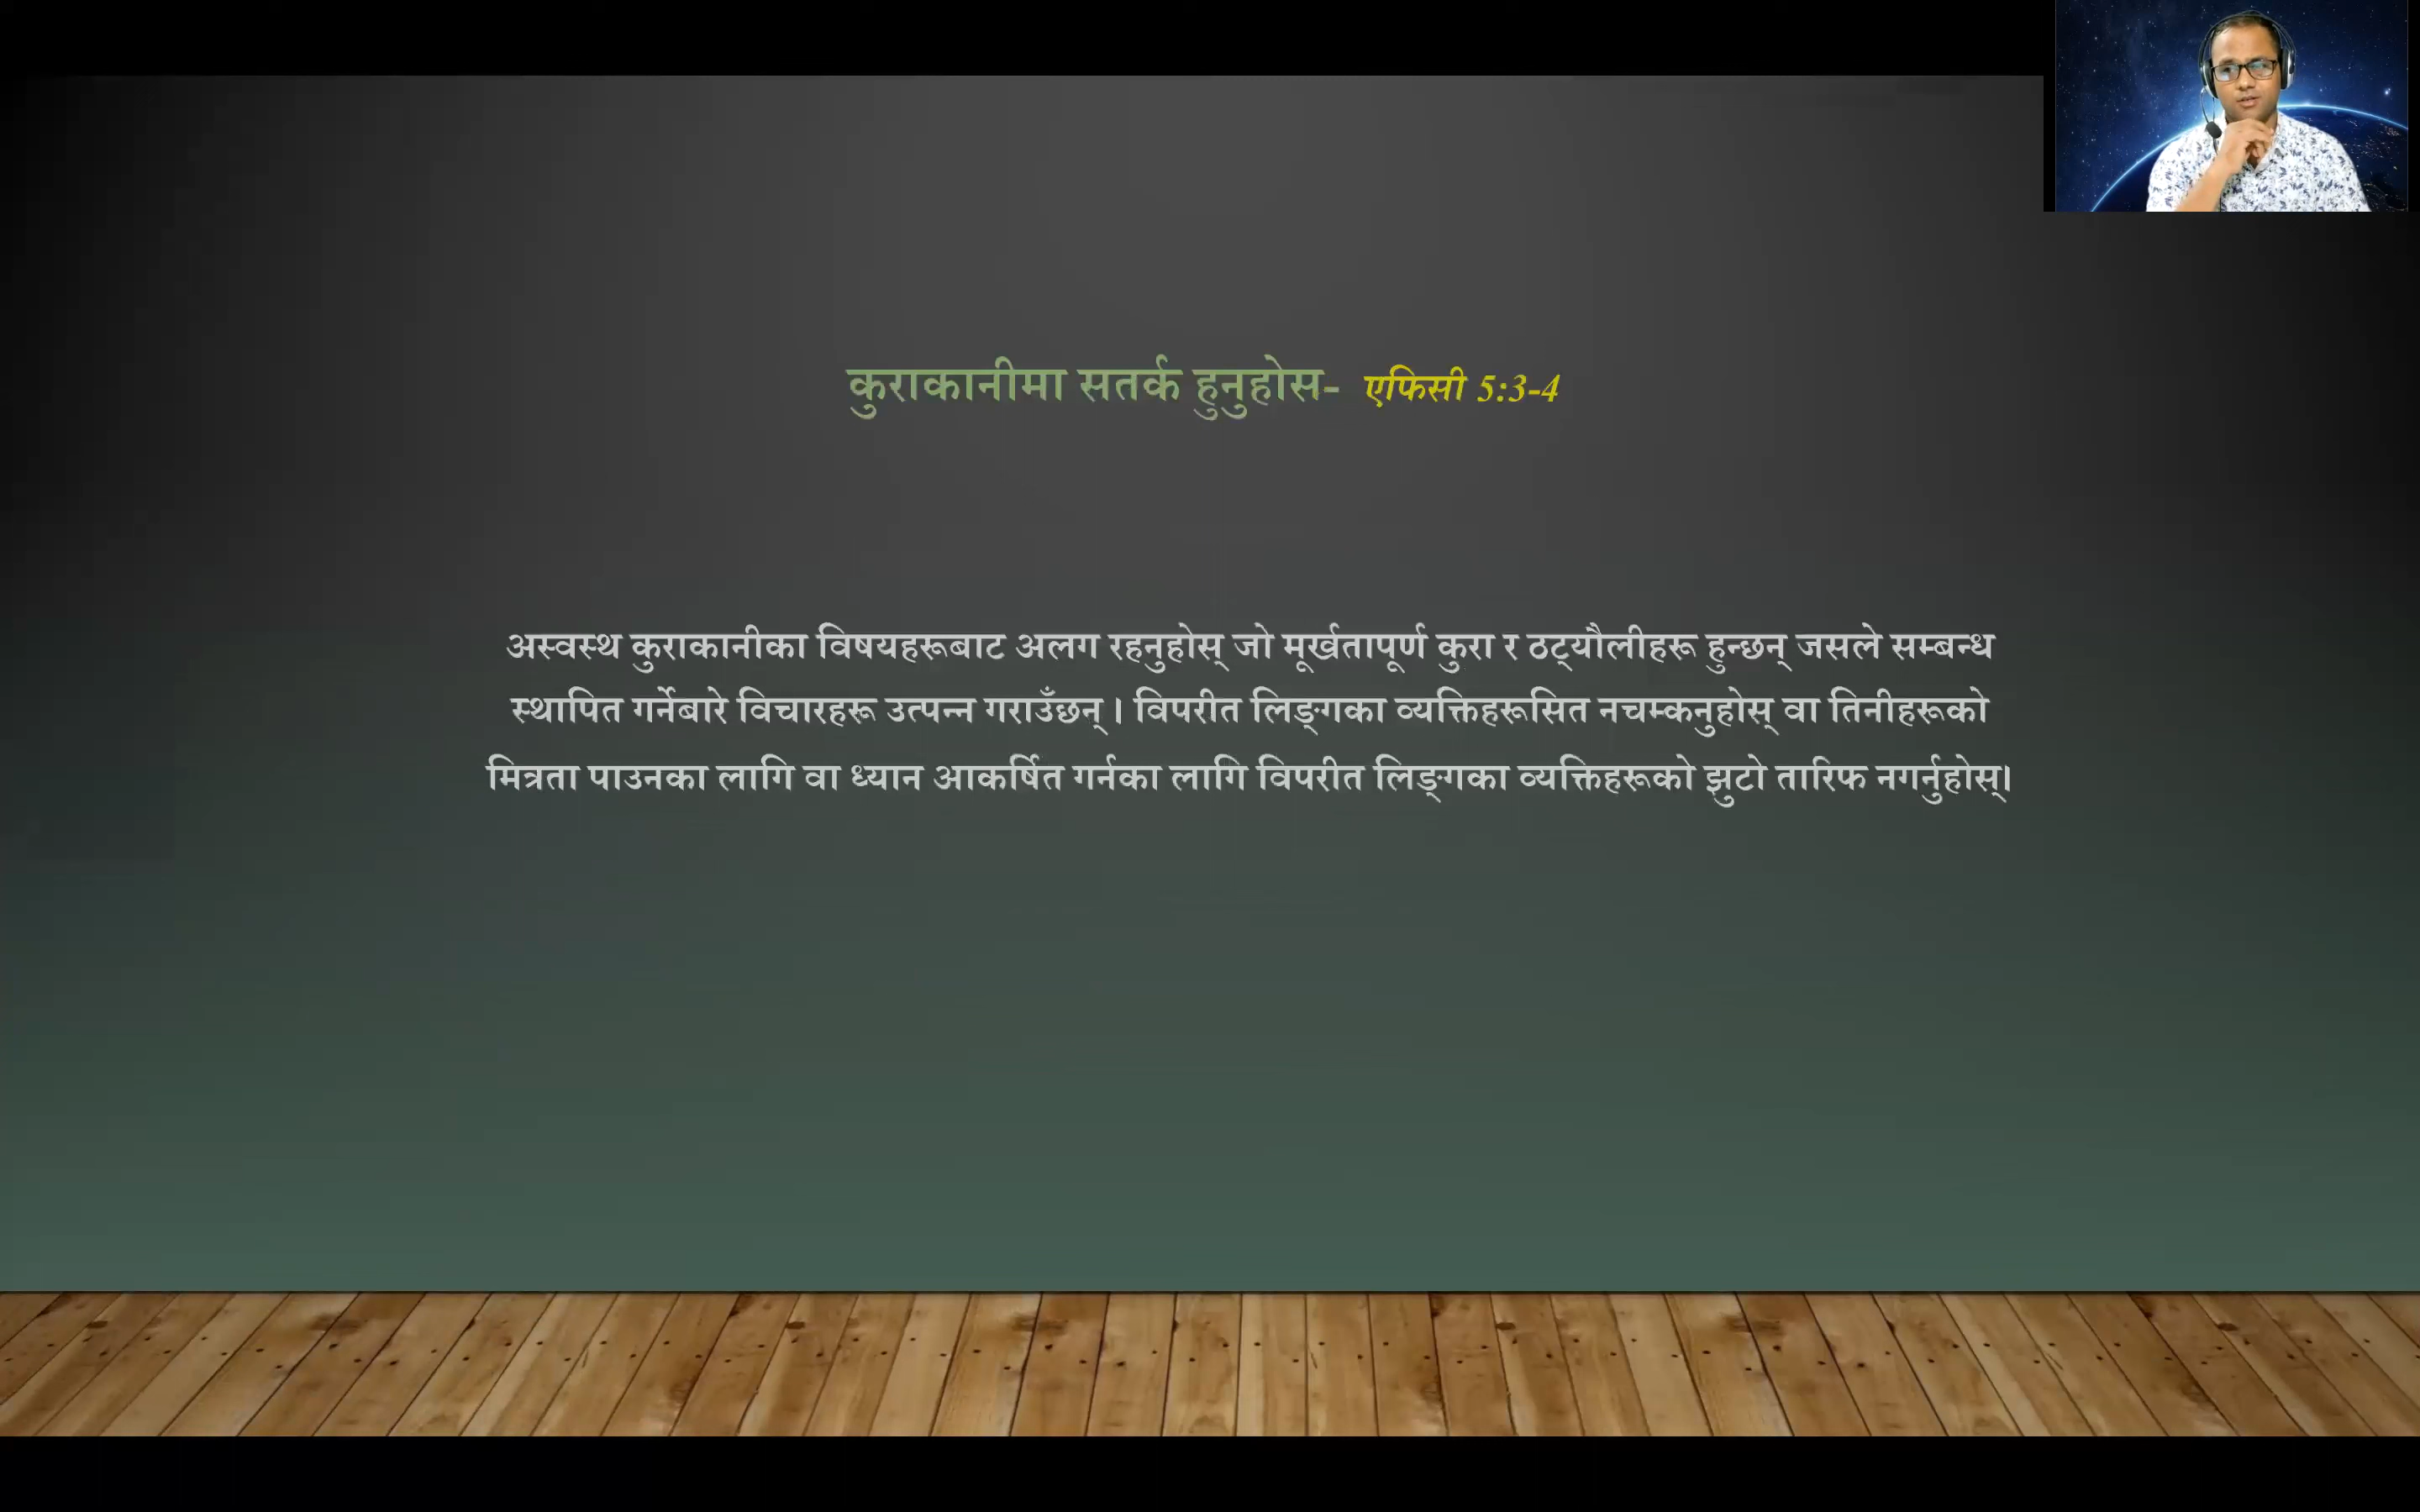 कुराकानीमा सतर्क हुनुहोस- एफिसी 5:3-4
अस्वस्थ कुराकानीका विषयहरूबाट अलग रहनुहोस् जो मूर्खतापूर्ण कुरा र ठट्यौलीहरू हुन्छन् जसले सम्बन्ध
स्थापित गर्नेबारे विचारहरू उत्पन्न गराउँछन् । विपरीत लिङ्गका व्यक्तिहरूसित नचम्कनुहोस् वा तिनीहरूको
मित्रता पाउनका लागि वा ध्यान आकर्षित गर्नका लागि विपरीत लिङ्गका व्यक्तिहरूको झुटो तारिफ नगर्नुहोस्।